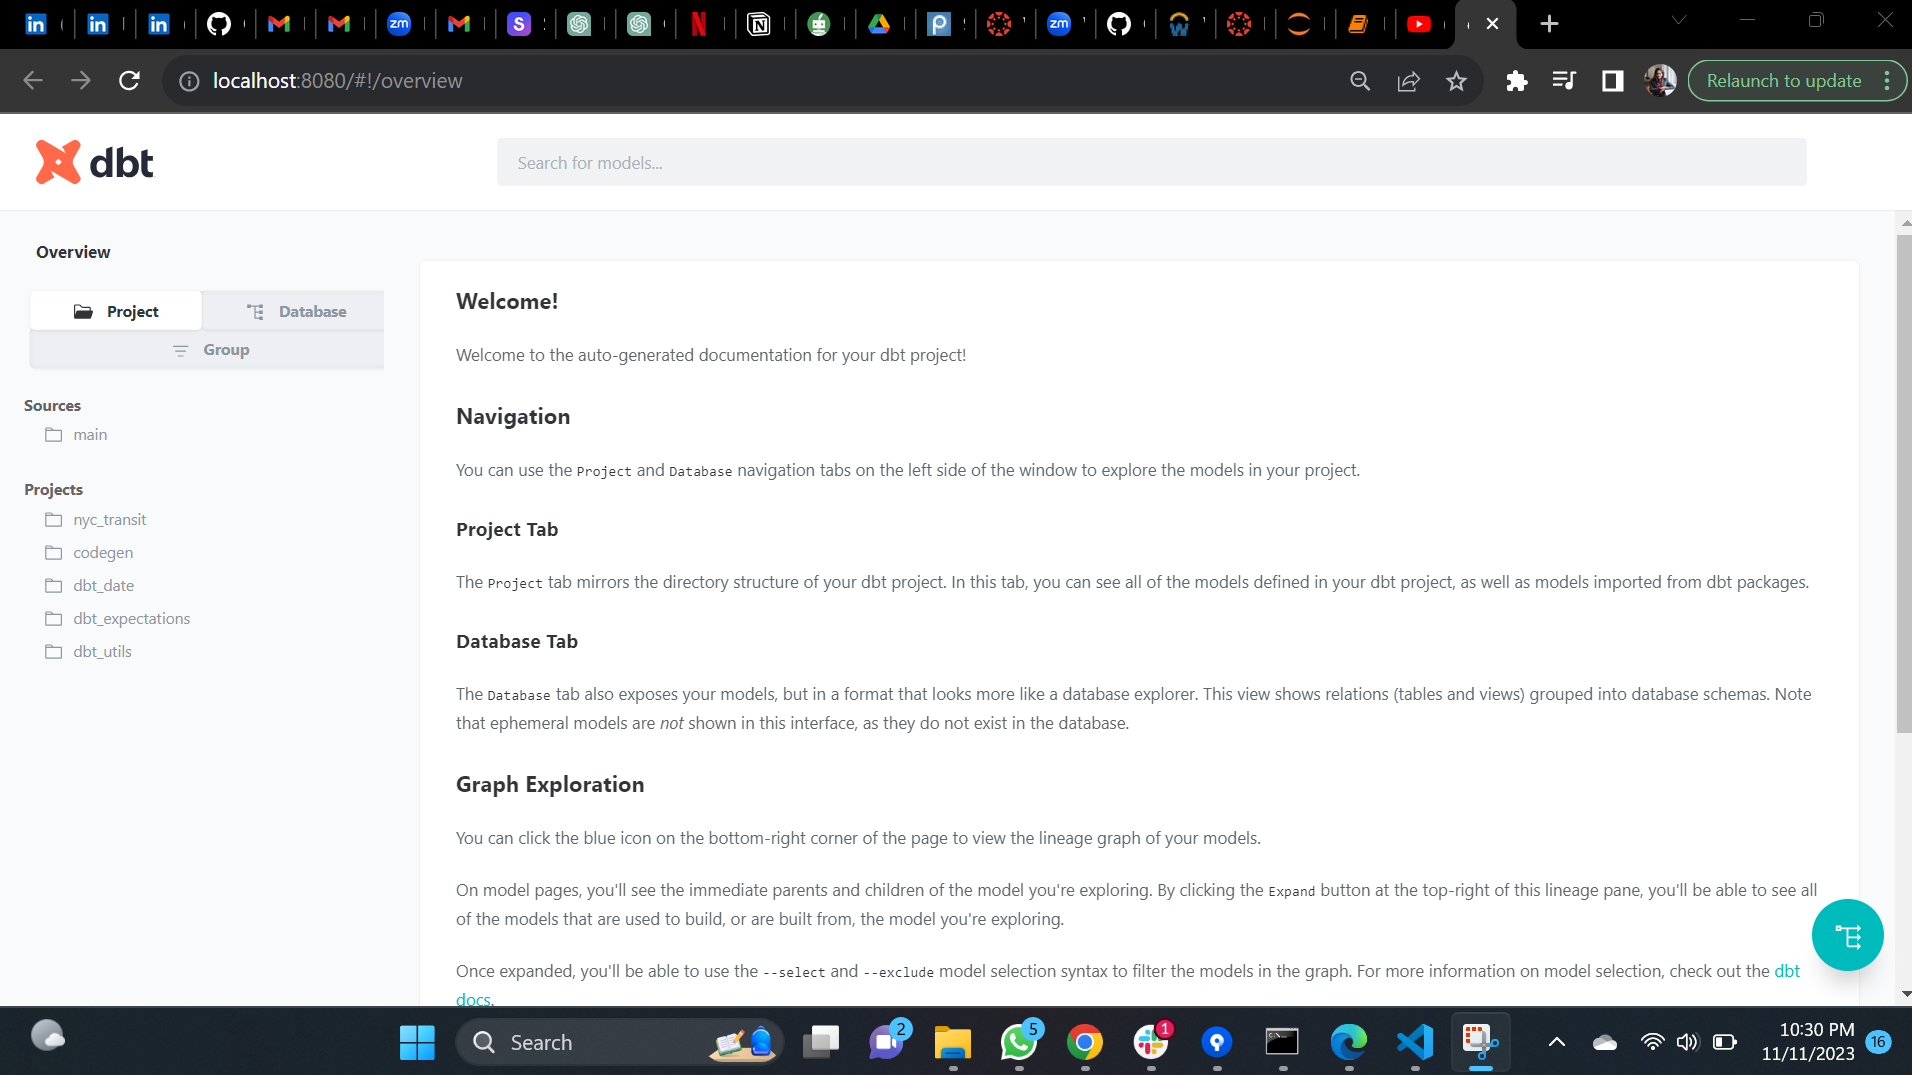 localhost:8080/#!/overview
Relaunch to update
dbt
Search for models...
Overview
Project
Database
Group
Sources
main
Projects
nyc_transit
codegen
dbt_date
dbt_expectations
dbt_utils
Welcome!
Welcome to the auto-generated documentation for your dbt project!
Navigation
You can use the Project and Database navigation tabs on the left side of the window to explore the models in your project.
Project Tab
The Project tab mirrors the directory structure of your dbt project. In this tab, you can see all of the models defined in your dbt project, as well as models imported from dbt packages.
Database Tab
The Database tab also exposes your models, but in a format that looks more like a database explorer. This view shows relations (tables and views) grouped into database schemas. Note
that ephemeral models are not shown in this interface, as they do not exist in the database.
Graph Exploration
You can click the blue icon on the bottom-right corner of the page to view the lineage graph of your models.
On model pages, you'll see the immediate parents and children of the model you're exploring. By clicking the Expand button at the top-right of this lineage pane, you'll be able to see all
of the models that are used to build, or are built from, the model you're exploring.
Once expanded, you'll be able to use the --select and --exclude model selection syntax to filter the models in the graph. For more information on model selection, check out the dbt
docs.
Search
2
5
1
10:30 PM
11/11/2023
16